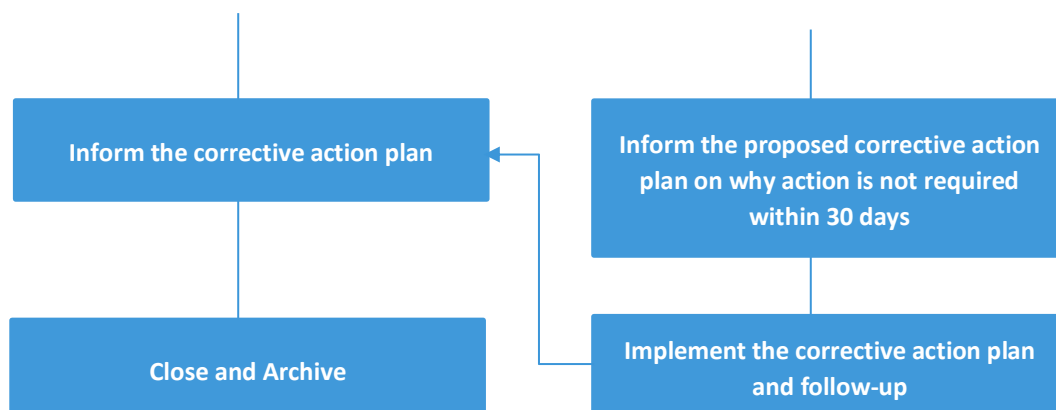 Inform the corrective action plan
Inform the proposed corrective action
plan on why action is not required
within 30 days
Close and Archive
Implement the corrective action plan
and follow-up